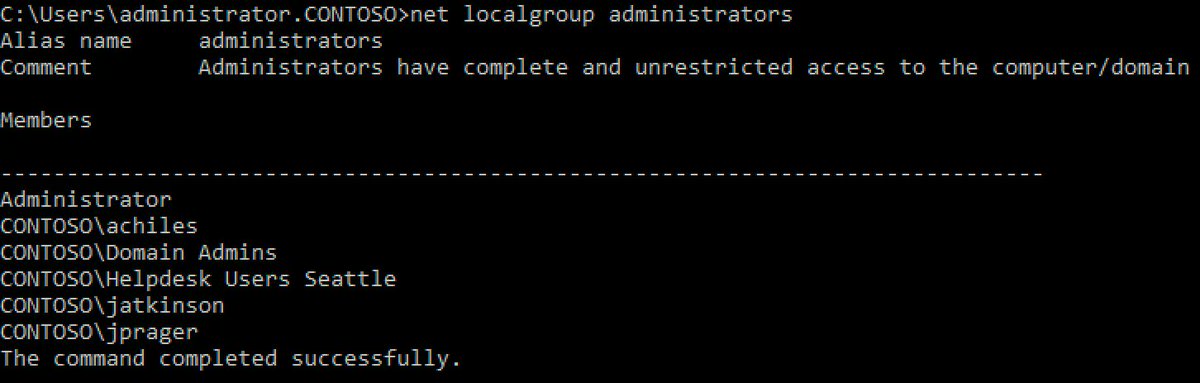 C:\Users\administrator.CONTOSO>net localgroup administrators
Alias name     administrators
Comment        Administrators have complete and unrestricted access to the computer/domain
Members
-------------------------------------------------------------------------------
Administrator
CONTOSO\achiles
CONTOSO\Domain Admins
CONTOSO\Helpdesk Users Seattle
CONTOSO\jatkinson
CONTOSO\jprager
The command completed successfully.